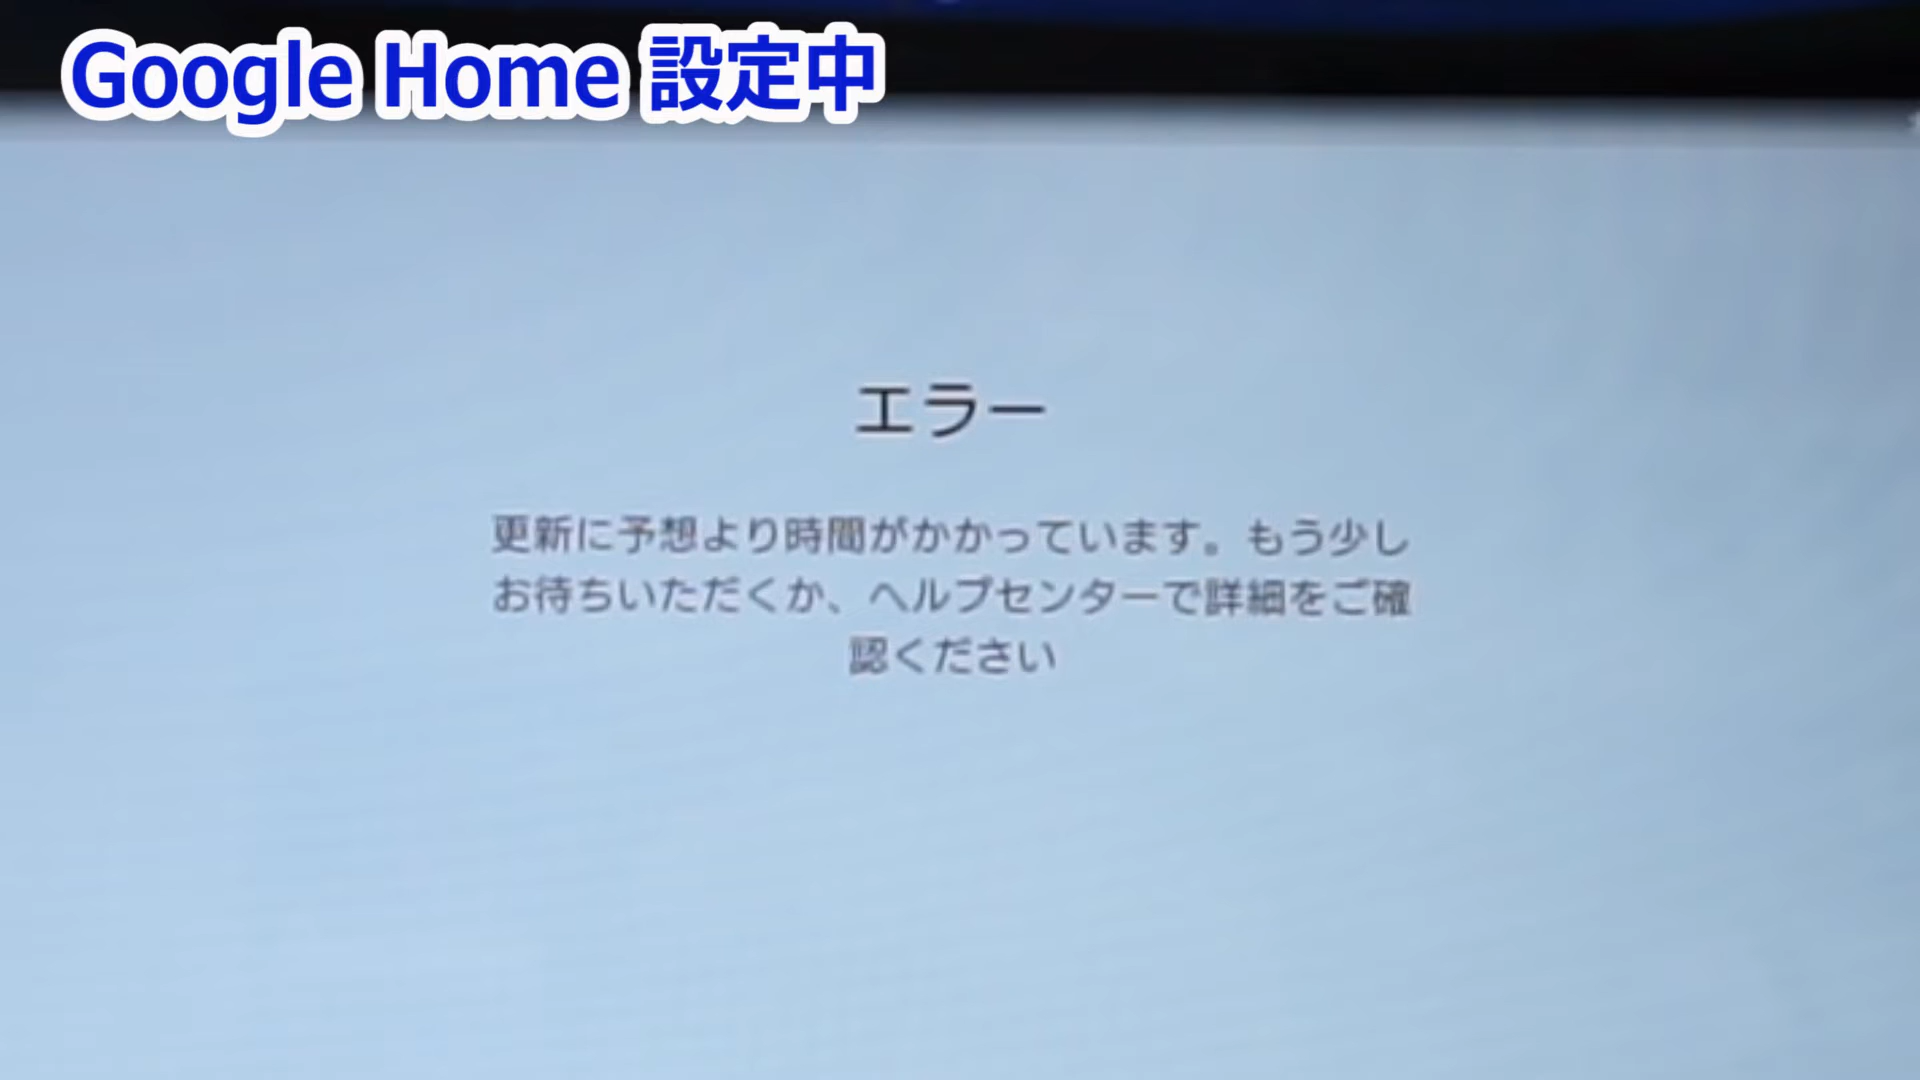 Google Home 設定中
エラー
更新に予想より時間がかかっています。もう少し
お待ちいただくか、ヘルプセンターで詳細をご確
認ください